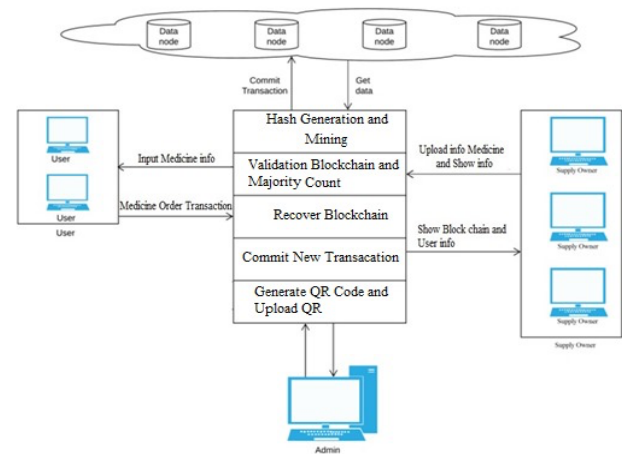 Data
node
Data
node
Data
node
Data
node
Commit
Transaction
Get
data
Hash Generation and
Mining
Validation Blockchain and
Majority Count
Recover Blockchain
Commit New Transacation
Generate QR Code and
Upload QR
User
User
User
Input Medicine info
Medicine Order Transaction
Upload info Medicine
and Show info
Show Block chain and
User info
Supply Owner
Supply Owner
Supply Owner
Supply Owner
Admin